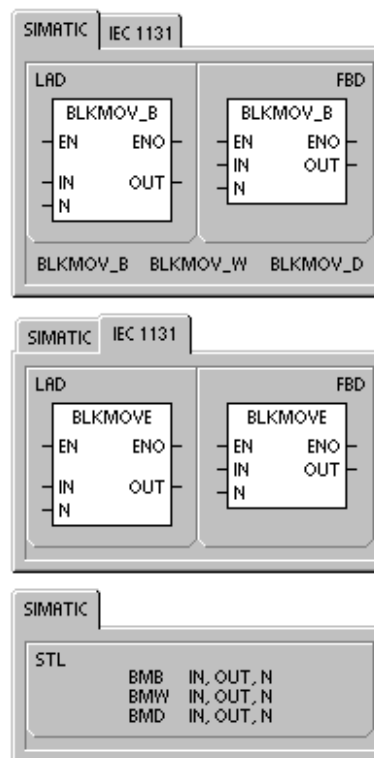 SIMATIC IEC 1131
LAD FBD
BLKMOV_B BLKMOV_B
EN ENO EN ENO
IN OUT IN OUT
N N
BLKMOV_B BLKMOV_W BLKMOV_D
SIMATIC IEC 1131
LAD FBD
BLKMOVE BLKMOVE
EN ENO EN ENO
IN OUT IN OUT
N N
SIMATIC
STL
BMB IN, OUT, N
BMW IN, OUT, N
BMD IN, OUT, N